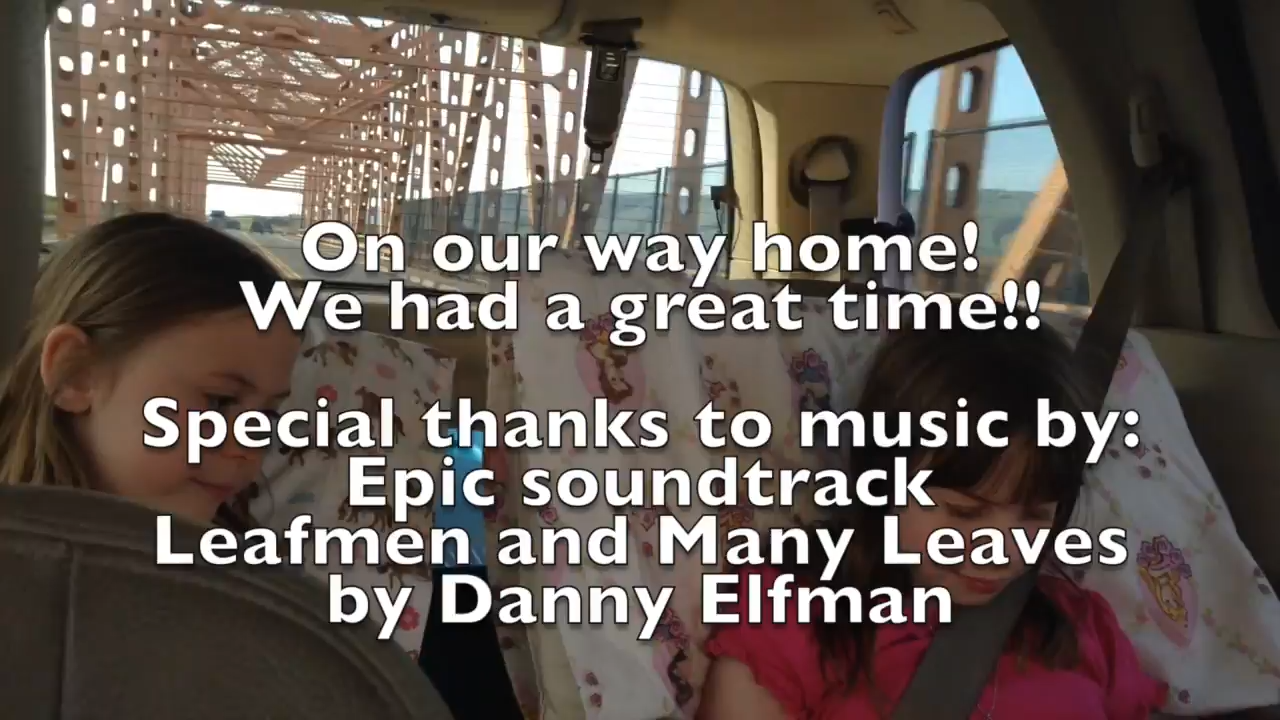 On our way home!
We had a great time!!
Special thanks to music by:
Epic soundtrack
Leafmen and Many Leaves
by Danny Elfman